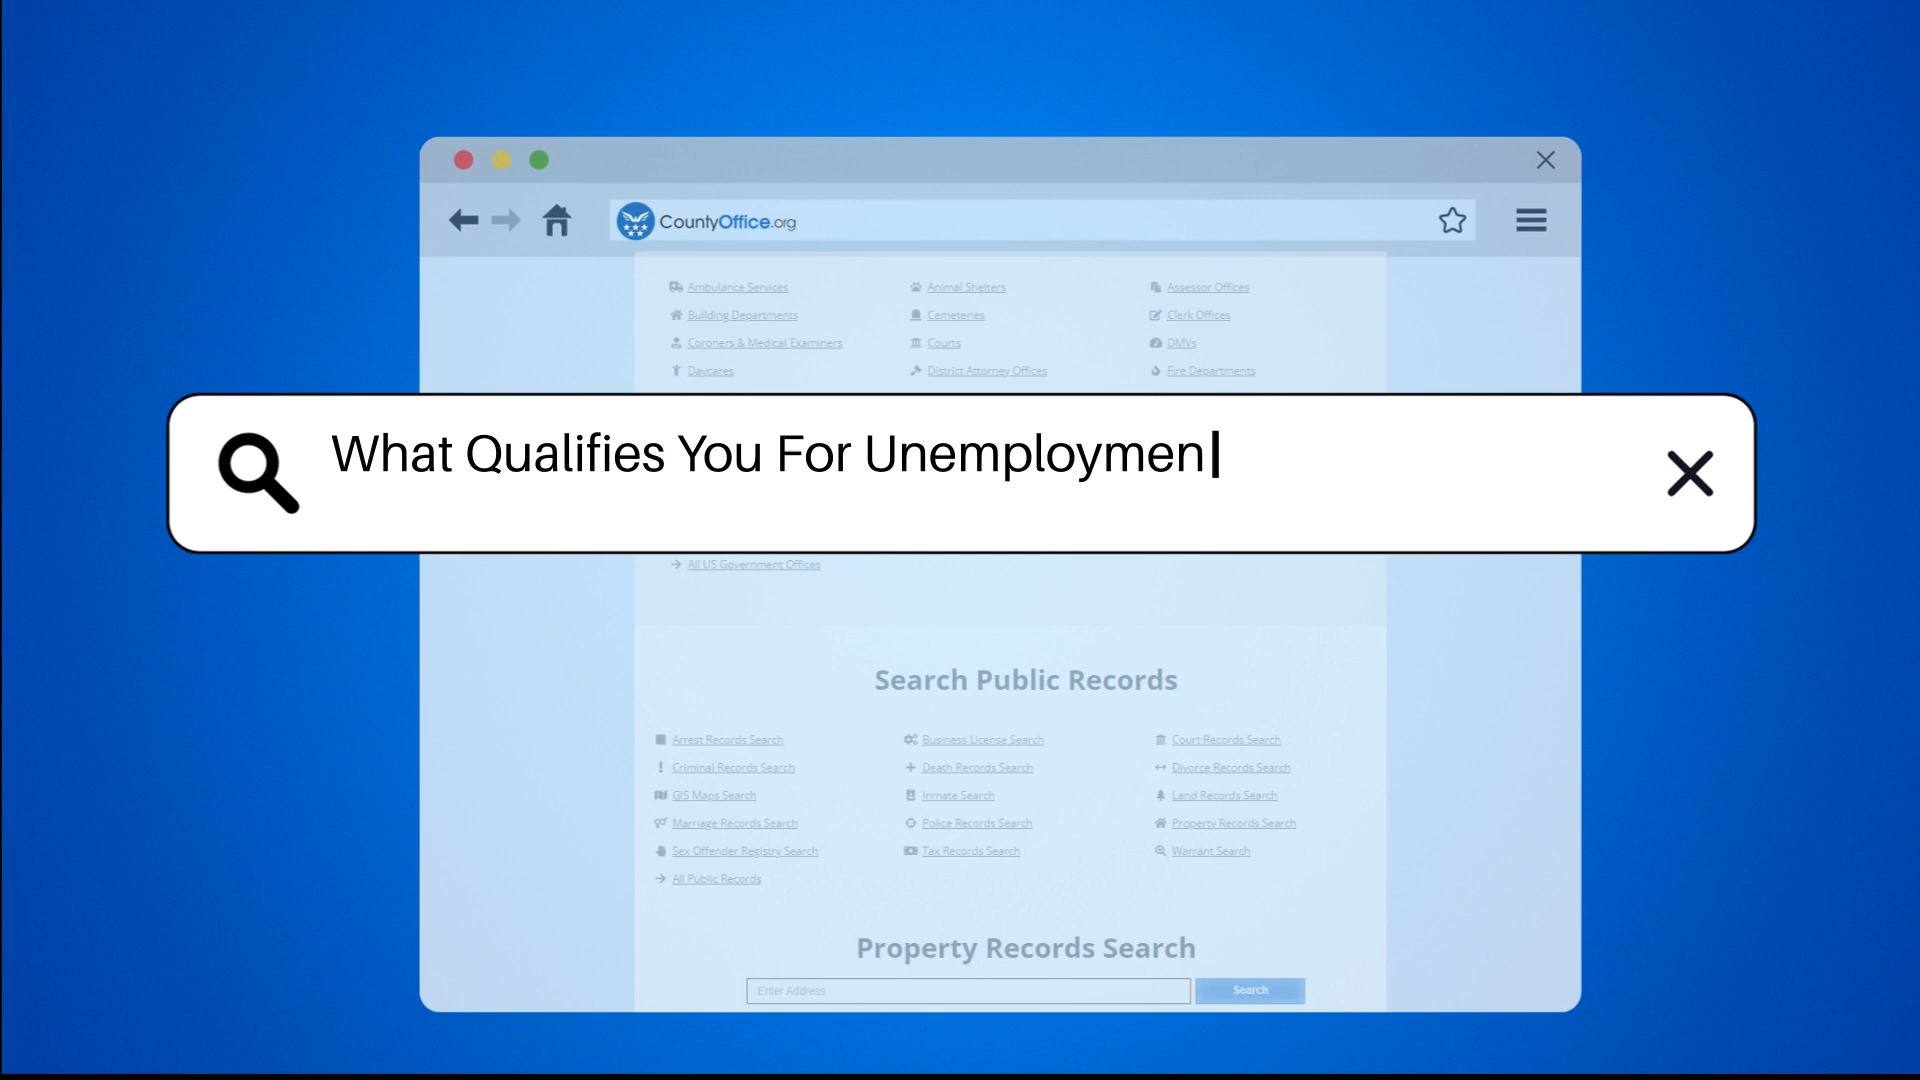 CountyOffice.org
Ambulance Services Animal Shelters Assessor Offices
Building Departments Cemeteries Clerk Offices
Coroners & Medical Examiners Courts DMVs
Daycares District Attorney Offices Fire Departments
What Qualifies You For Unemploymen
All US Government Offices
Search Public Records
Arrest Records Search Business License Search Court Records Search
Criminal Records Search Death Records Search Divorce Records Search
GIS Maps Search Inmate Search Land Records Search
Marriage Records Search Police Records Search Property Records Search
Sex Offender Registry Search Tax Records Search Warrant Search
All Public Records
Property Records Search
Enter Address Search